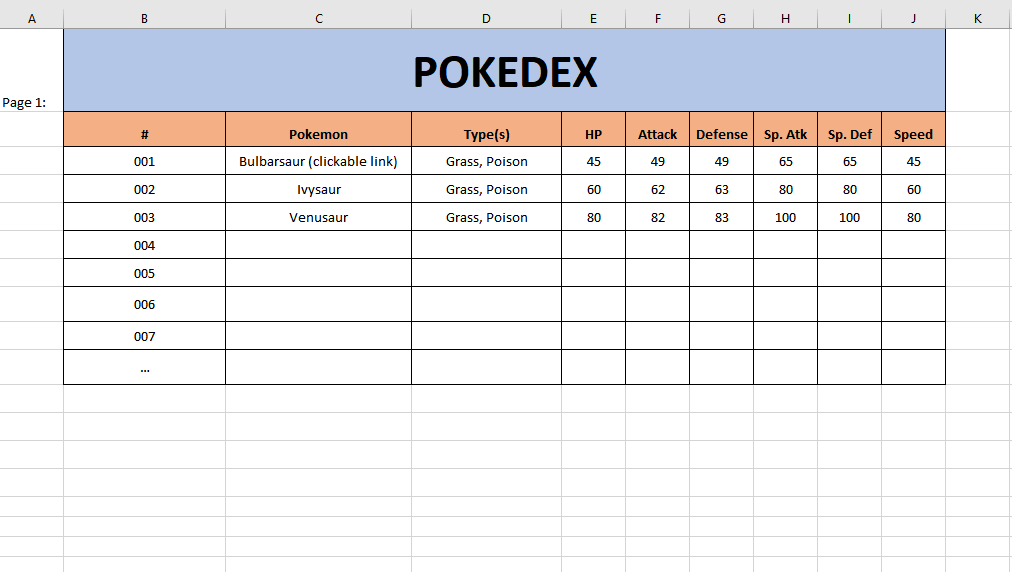 A B C D E F G H I J K
POKEDEX
Page 1:
# Pokemon Type(s) HP Attack Defense Sp. Atk Sp. Def Speed
001 Bulbarsaur (clickable link) Grass, Poison 45 49 49 65 65 45
002 Ivysaur Grass, Poison 60 62 63 80 80 60
003 Venusaur Grass, Poison 80 82 83 100 100 80
004
005
006
007
...